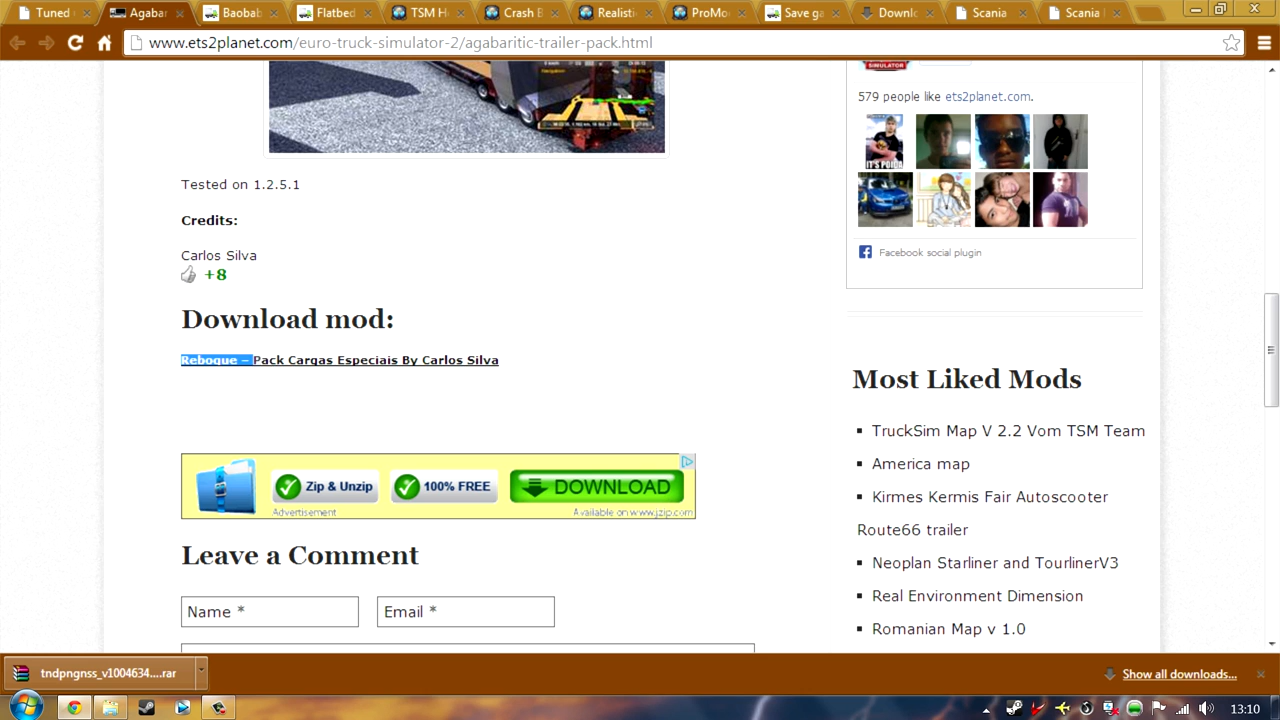 Tuned
Agabar
Baobab
Flatbed
TSM H
Crash B
Realisti
ProMo
Save ga
Downl
Scania
Scania
www.ets2planet.com/euro-truck-simulator-2/agabaritic-trailer-pack.html
SIMULATOR
579 people like ets2planet.com.
IT'S
Facebook social plugin
Tested on 1.2.5.1
Credits:
Carlos Silva
+8
Download mod:
Reboque – Pack Cargas Especiais By Carlos Silva
Zip & Unzip
100% FREE
DOWNLOAD
Advertisement
Available on www.jzip.com
Leave a Comment
Name *
Email *
Most Liked Mods
TruckSim Map V 2.2 Vom TSM Team
America map
Kirmes Kermis Fair Autoscooter
Route66 trailer
Neoplan Starliner and TourlinerV3
Real Environment Dimension
Romanian Map v 1.0
tndpngnss_v1004634....rar
Show all downloads...
13:10